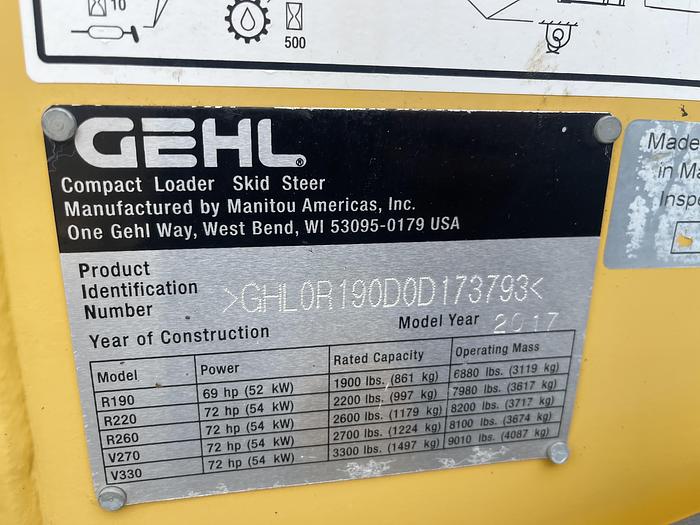 10
500
GEHL®
Compact Loader Skid Steer
Manufactured by Manitou Americas, Inc.
One Gehl Way, West Bend, WI 53095-0179 USA
Product
Identification
Number
>GHL0R190D0D173793<
Year of Construction
Model Year 2017
Model Power Rated Capacity Operating Mass
R190 69 hp (52 kW) 1900 lbs. (861 kg) 6880 lbs. (3119 kg)
R220 72 hp (54 kW) 2200 lbs. (997 kg) 7980 lbs. (3617 kg)
R260 72 hp (54 kW) 2600 lbs. (1179 kg) 8200 lbs. (3717 kg)
V270 72 hp (54 kW) 2700 lbs. (1224 kg) 8100 lbs. (3674 kg)
V330 72 hp (54 kW) 3300 lbs. (1497 kg) 9010 lbs. (4087 kg)
Made
in Ma
Inspe